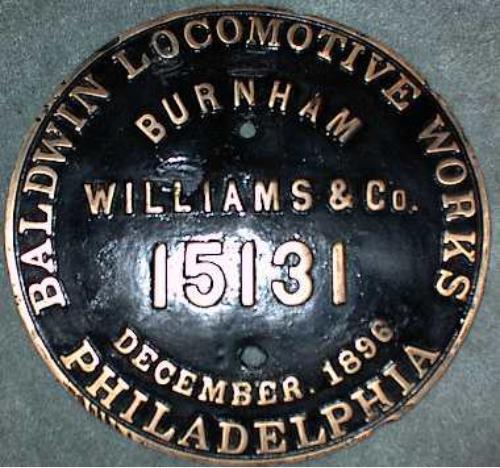 BALDWIN LOCOMOTIVE WORKS
BURNHAM
WILLIAMS & Co.
15131
DECEMBER. 1896
PHILADELPHIA